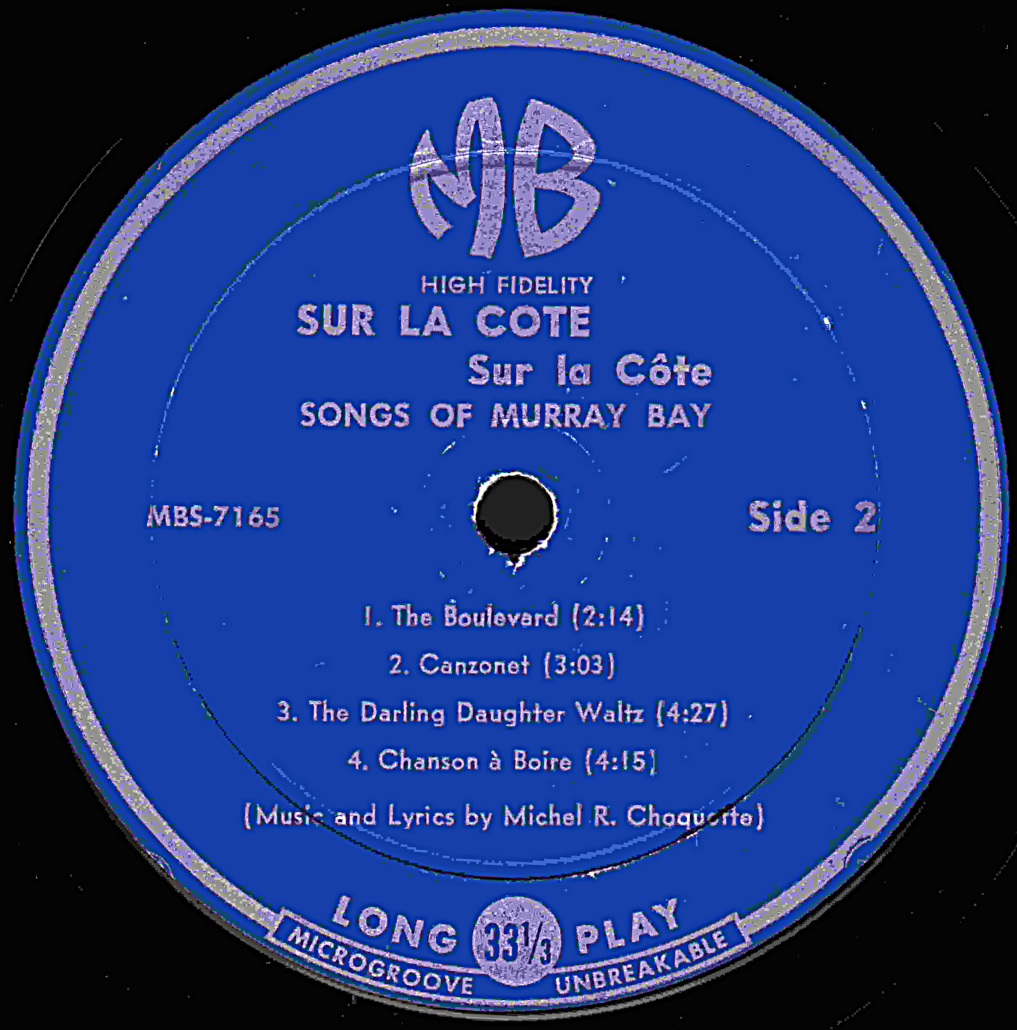 MB
HIGH FIDELITY
SUR LA COTE
Sur la Côte
SONGS OF MURRAY BAY
MBS-7165
Side 2
1. The Boulevard (2:14)
2. Canzonet (3:03)
3. The Darling Daughter Waltz (4:27)
4. Chanson à Boire (4:15)
(Music and Lyrics by Michel R. Choquette)
LONG 33 1/3 PLAY
MICROGROOVE UNBREAKABLE